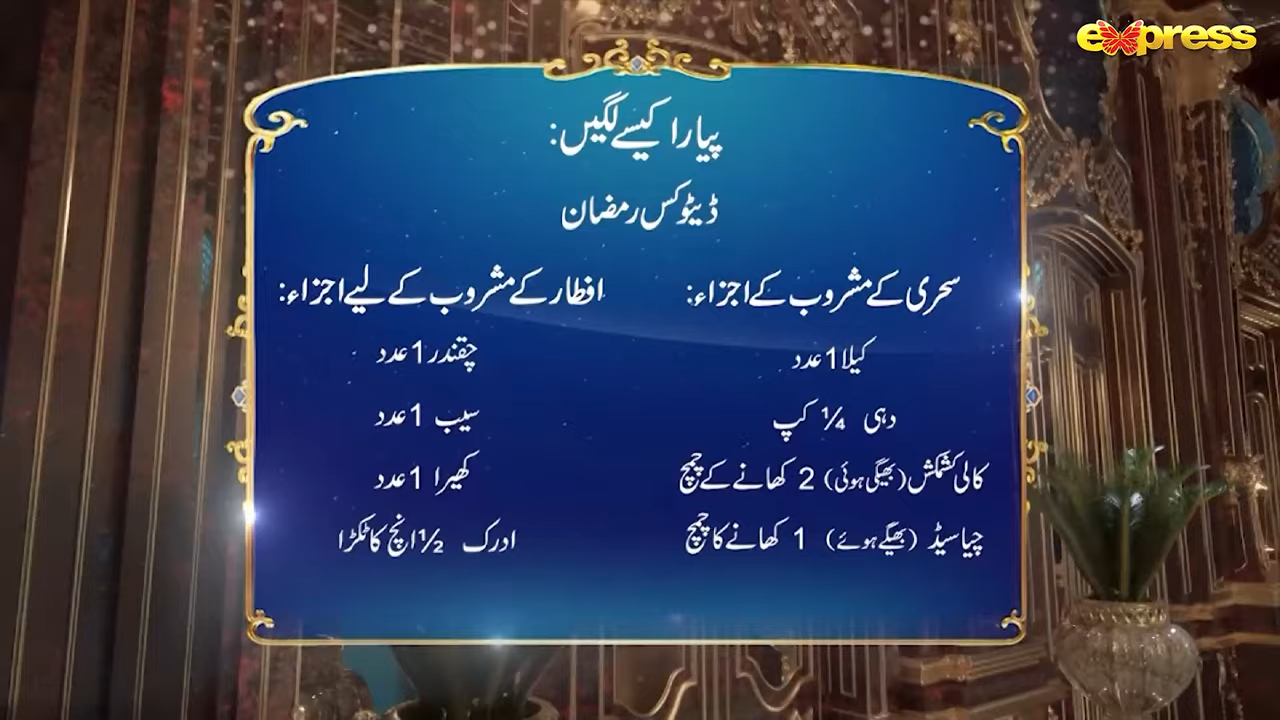 express
پیارا کیسے لگیں:
ڈیٹوکس رمضان
سحری کے مشروب کے اجزاء:
کیلا 1 عدد
دہی ¼ کپ
کالی کشمکش (بھیگی ہوئی) 2 کھانے کے چمچ
چیا سیڈ (بھیگے ہوئے) 1 کھانے کا چمچ
افطار کے مشروب کے لیے اجزاء:
چقندر 1 عدد
سیب 1 عدد
کھیرا 1 عدد
ادرک ½ انچ کا ٹکڑا